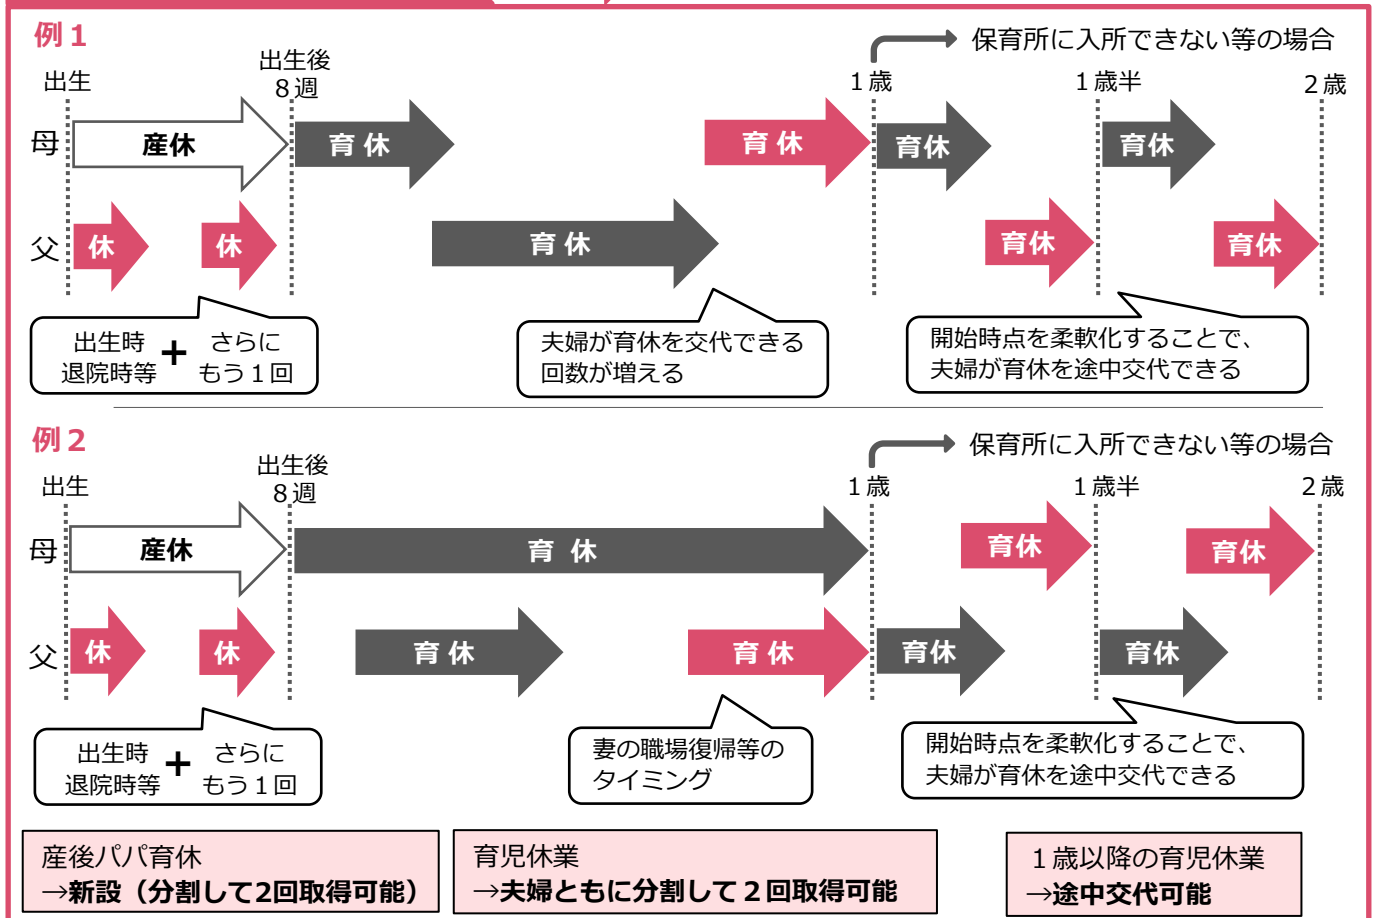 例１
保育所に入所できない等の場合
出生
出生後
８週
１歳
１歳半
２歳
母
産休
育 休
育 休
育休
育休
父
休
休
育 休
育休
育休
出生時
退院時等
＋
さらに
もう１回
夫婦が育休を交代できる
回数が増える
開始時点を柔軟化することで、
夫婦が育休を途中交代できる
例２
保育所に入所できない等の場合
出生
出生後
８週
１歳
１歳半
２歳
母
産休
育 休
育休
育休
父
休
休
育 休
育 休
育休
育休
出生時
退院時等
＋
さらに
もう１回
妻の職場復帰等の
タイミング
開始時点を柔軟化することで、
夫婦が育休を途中交代できる
産後パパ育休
→新設（分割して2回取得可能）
育児休業
→夫婦ともに分割して２回取得可能
１歳以降の育児休業
→途中交代可能